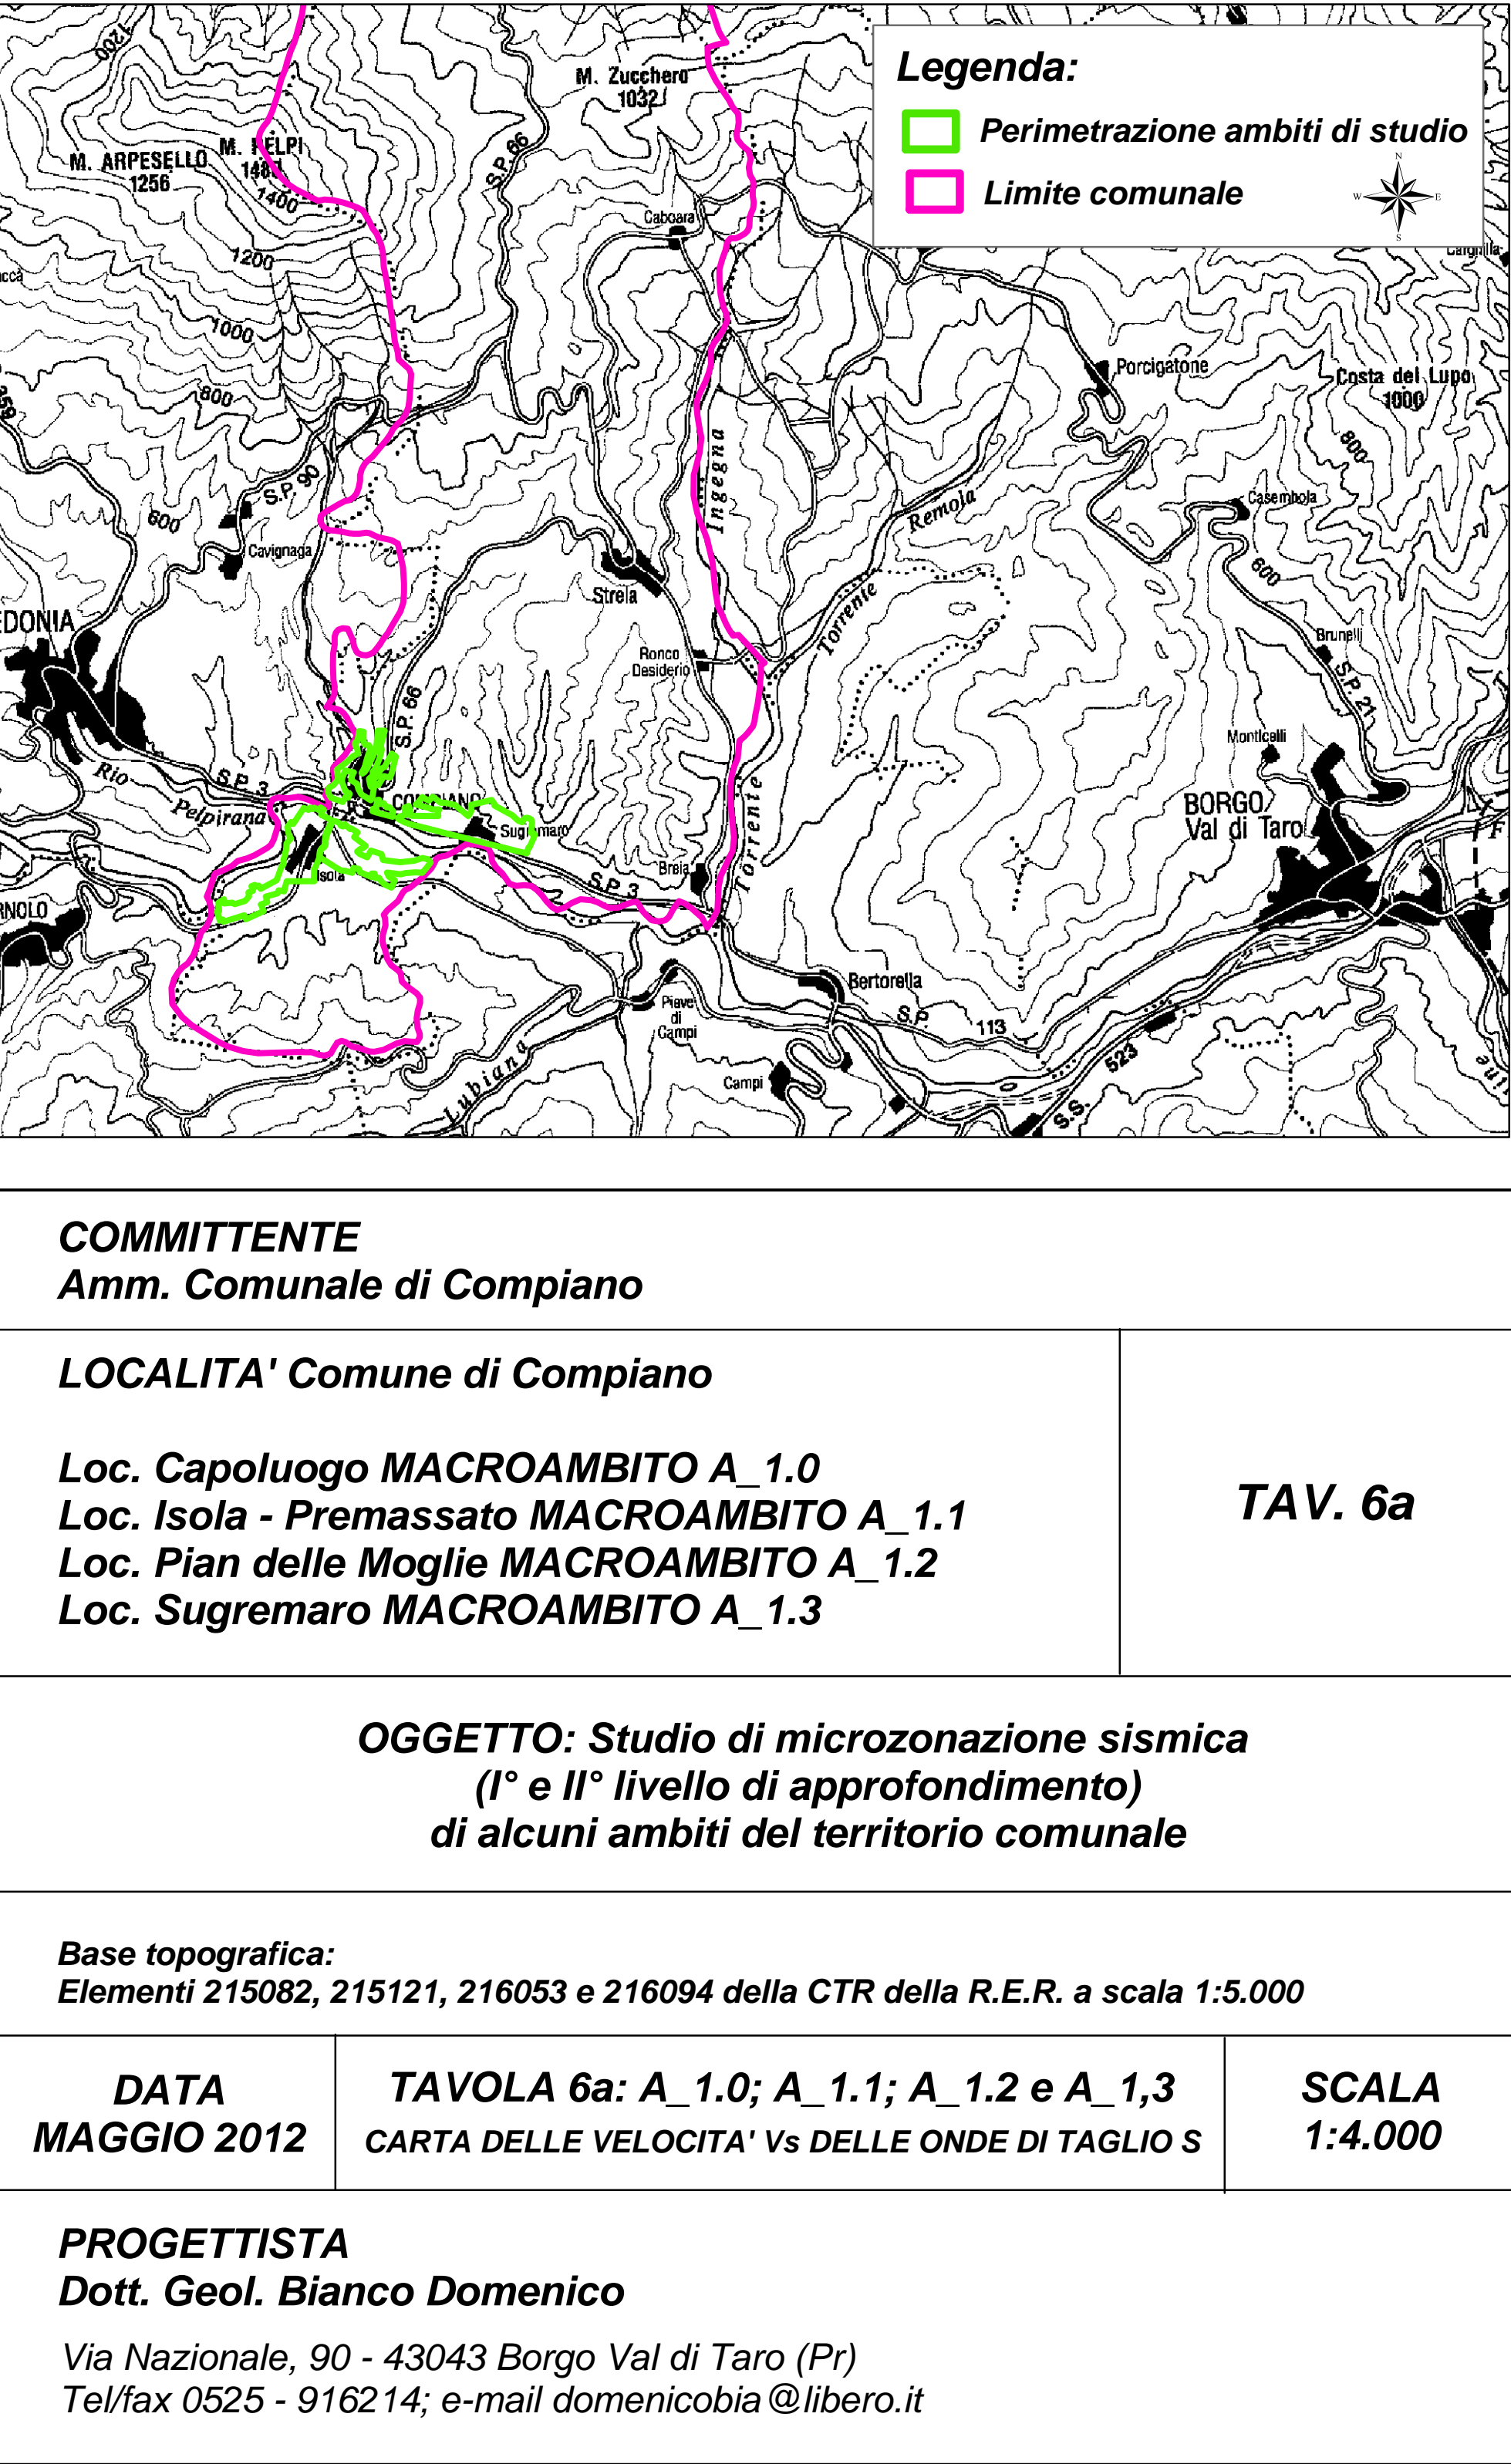 1200
M. Zucchero
1032
M. ARPESELLO
1256
1400
S.P. 66
Legenda:
Perimetrazione ambiti di studio
Limite comunale
N
W
E
S
Caboara
1200
1000
800
Porcigatone
Costa del Lupo
1000
800
S.P. 90
600
Cavignaga
Ingegna
Remola
Casembola
600
Strela
EDONIA
Torrente
Ronco
Desiderio
Brunelli
S.P. 21
S.P. 66
Monticelli
Rio
Pelpirana
S.P. 3
BORGO
Val di Taro
F
Sugremaro
Isola
Breia
S.P. 3
Torrente
RNOLO
Bertorella
Pieve
di
Campi
S.P.
113
Campi
Lubiana
523
S.S.
COMMITTENTE
Amm. Comunale di Compiano
LOCALITA' Comune di Compiano
Loc. Capoluogo MACROAMBITO A_1.0
Loc. Isola - Premassato MACROAMBITO A_1.1
Loc. Pian delle Moglie MACROAMBITO A_1.2
Loc. Sugremaro MACROAMBITO A_1.3
TAV. 6a
OGGETTO: Studio di microzonazione sismica
(I° e II° livello di approfondimento)
di alcuni ambiti del territorio comunale
Base topografica:
Elementi 215082, 215121, 216053 e 216094 della CTR della R.E.R. a scala 1:5.000
DATA
MAGGIO 2012
TAVOLA 6a: A_1.0; A_1.1; A_1.2 e A_1,3
CARTA DELLE VELOCITA' Vs DELLE ONDE DI TAGLIO S
SCALA
1:4.000
PROGETTISTA
Dott. Geol. Bianco Domenico
Via Nazionale, 90 - 43043 Borgo Val di Taro (Pr)
Tel/fax 0525 - 916214; e-mail domenicobia@libero.it